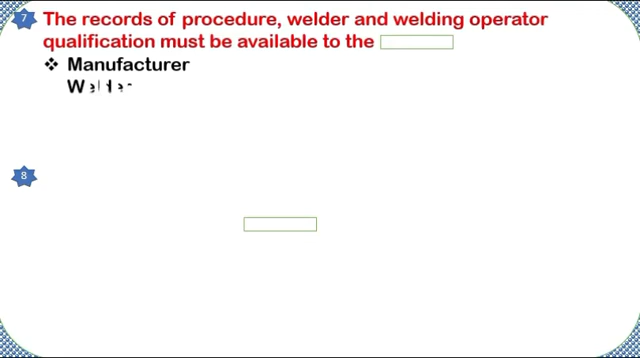 7 The records of procedure, welder and welding operator
qualification must be available to the
❖ Manufacturer
8